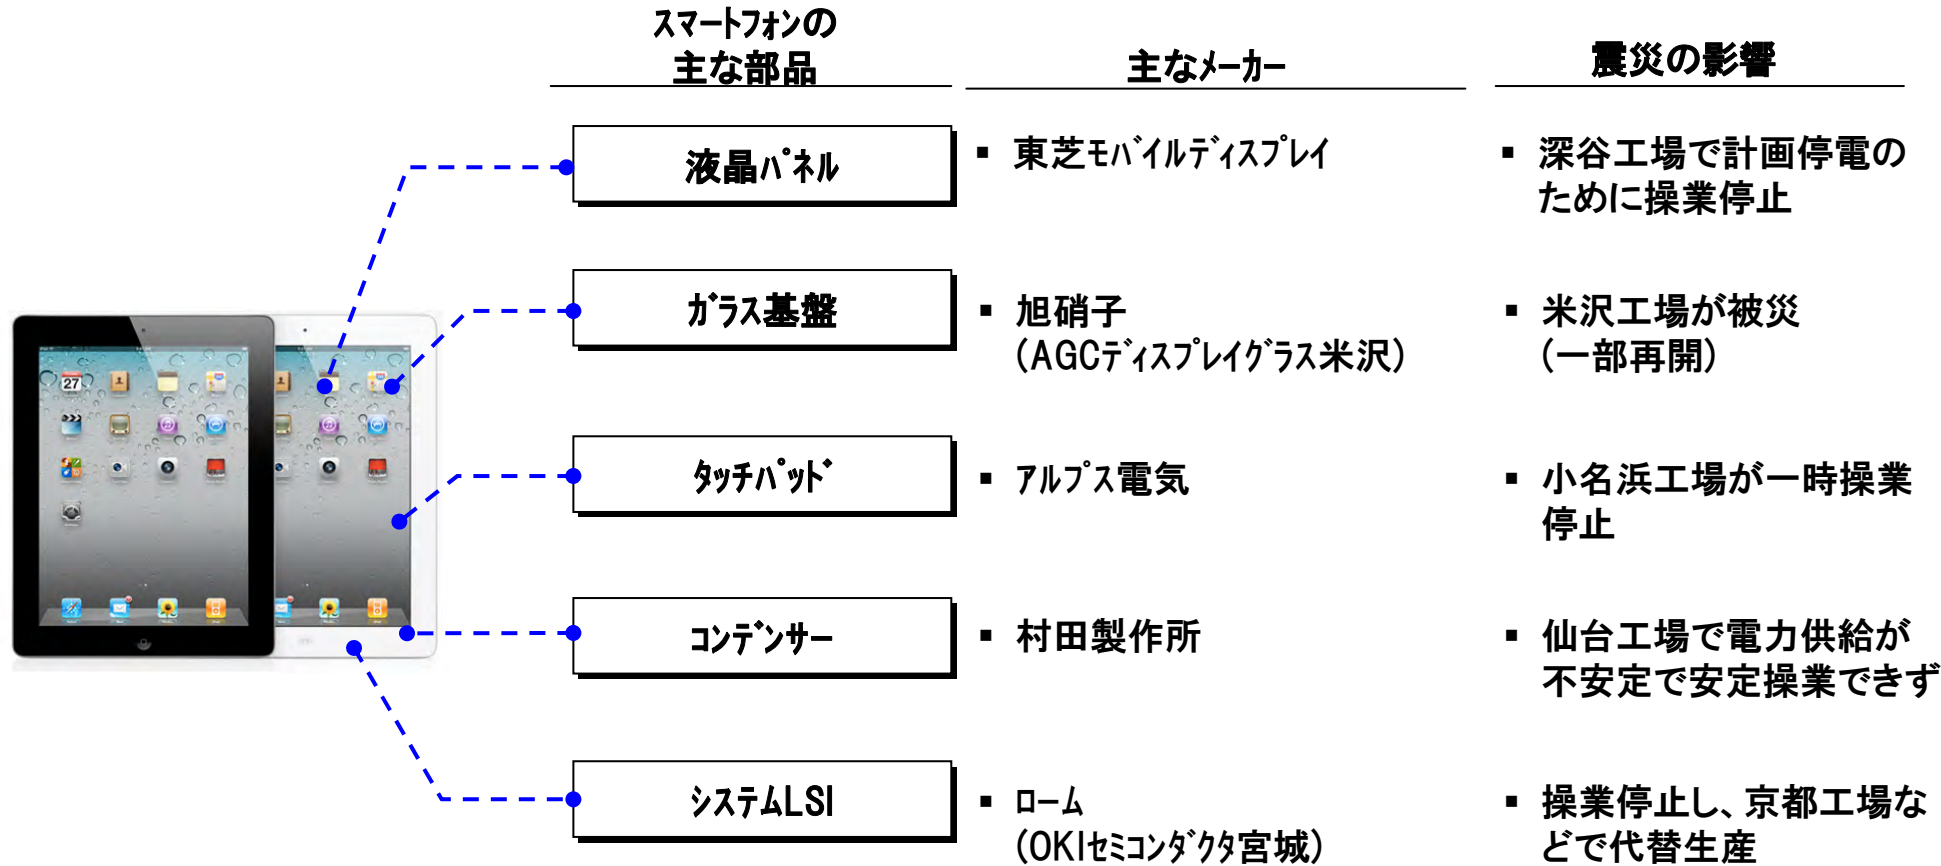 ｽﾏｰﾄﾌｫﾝの
主な部品
主なﾒｰｶｰ
震災の影響
液晶ﾊﾟﾈﾙ
▪ 東芝ﾓﾊﾞｲﾙﾃﾞｨｽﾌﾟﾚｲ
▪ 深谷工場で計画停電の
ために操業停止
ｶﾞﾗｽ基盤
▪ 旭硝子
(AGCﾃﾞｨｽﾌﾟﾚｲｸﾞﾗｽ米沢)
▪ 米沢工場が被災
(一部再開)
ﾀｯﾁﾊﾟｯﾄﾞ
▪ ｱﾙﾌﾟｽ電気
▪ 小名浜工場が一時操業
停止
ｺﾝﾃﾞﾝｻｰ
▪ 村田製作所
▪ 仙台工場で電力供給が
不安定で安定操業できず
ｼｽﾃﾑLSI
▪ ﾛｰﾑ
(OKIｾﾐｺﾝﾀﾞｸﾀ宮城)
▪ 操業停止し、京都工場な
どで代替生産
27